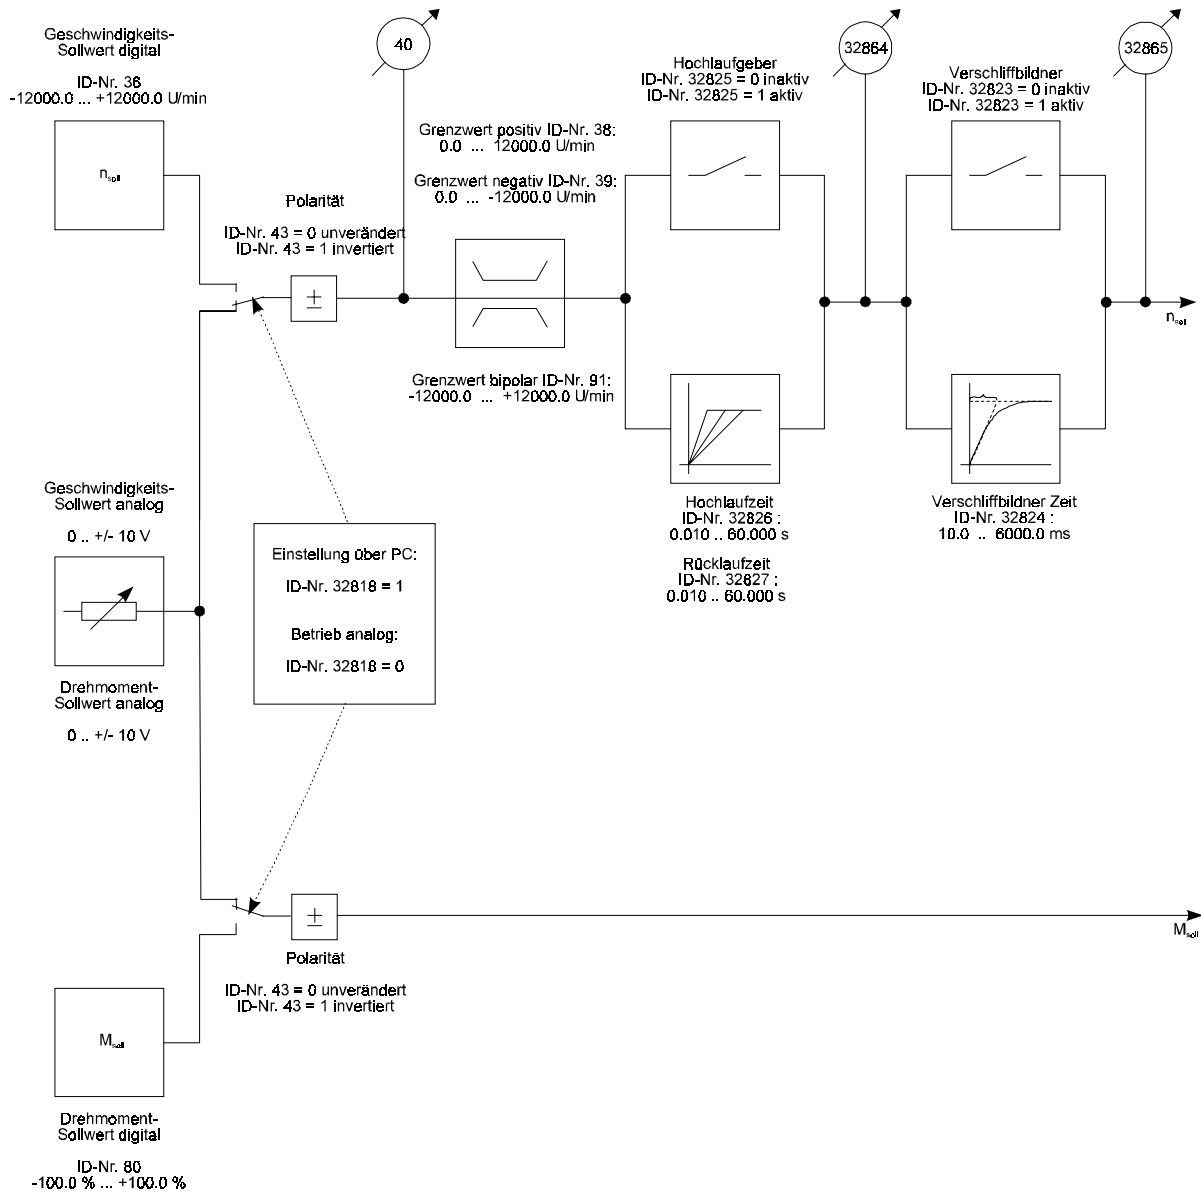 Geschwindigkeits-
Sollwert digital
ID-Nr. 36
-12000.0 ... +12000.0 U/min
n soll
40
Polarität
ID-Nr. 43 = 0 unverändert
ID-Nr. 43 = 1 invertiert
±
Grenzwert positiv ID-Nr. 38:
0.0 ... 12000.0 U/min
Grenzwert negativ ID-Nr. 39:
0.0 ... -12000.0 U/min
Grenzwert bipolar ID-Nr. 91:
-12000.0 ... +12000.0 U/min
Hochlaufgeber
ID-Nr. 32825 = 0 inaktiv
ID-Nr. 32825 = 1 aktiv
32864
Verschliffbildner
ID-Nr. 32823 = 0 inaktiv
ID-Nr. 32823 = 1 aktiv
32865
n soll
Hochlaufzeit
ID-Nr. 32826 :
0.010 .. 60.000 s
Rücklaufzeit
ID-Nr. 32827 :
0.010 .. 60.000 s
Verschliffbildner Zeit
ID-Nr. 32824 :
10.0 .. 6000.0 ms
Geschwindigkeits-
Sollwert analog
0 .. +/- 10 V
Drehmoment-
Sollwert analog
0 .. +/- 10 V
Einstellung über PC:
ID-Nr. 32818 = 1
Betrieb analog:
ID-Nr. 32818 = 0
±
Polarität
ID-Nr. 43 = 0 unverändert
ID-Nr. 43 = 1 invertiert
M soll
M soll
Drehmoment-
Sollwert digital
ID-Nr. 80
-100.0 % ... +100.0 %